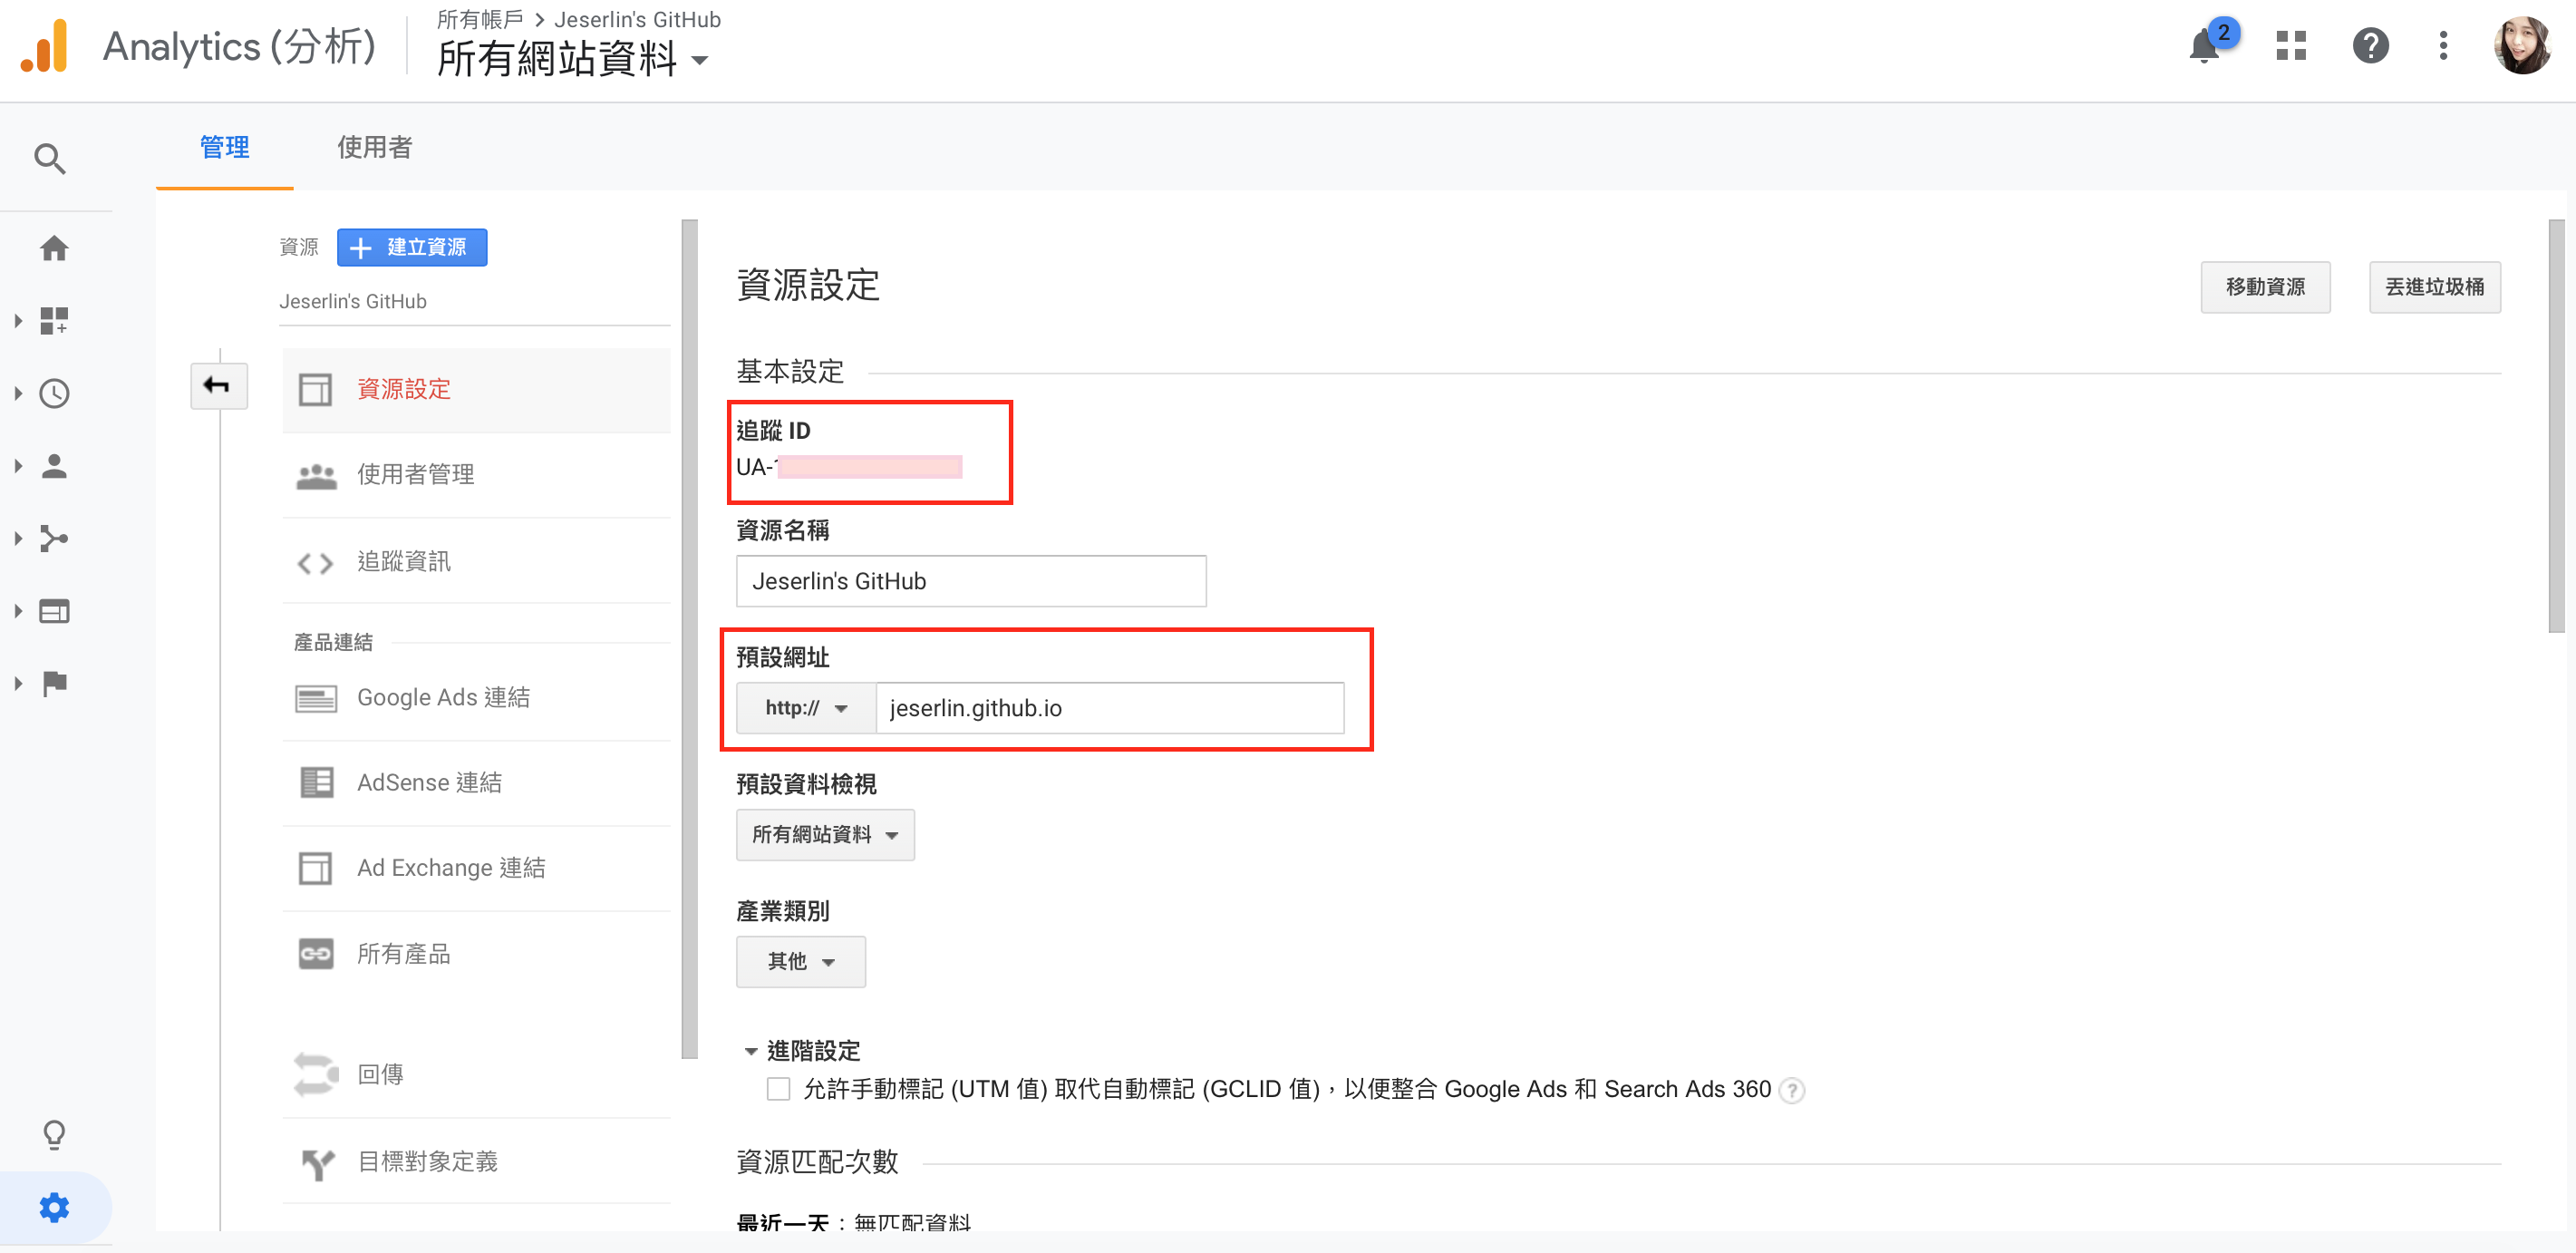 Analytics (分析)
所有帳戶 > Jeserlin's GitHub
所有網站資料
2
管理
使用者
資源
建立資源
Jeserlin's GitHub
資源設定
使用者管理
追蹤資訊
產品連結
Google Ads 連結
AdSense 連結
Ad Exchange 連結
所有產品
回傳
目標對象定義
資源設定
移動資源
丟進垃圾桶
基本設定
追蹤 ID
UA-
資源名稱
Jeserlin's GitHub
預設網址
http://
jeserlin.github.io
預設資料檢視
所有網站資料
產業類別
其他
進階設定
允許手動標記 (UTM 值) 取代自動標記 (GCLID 值)，以便整合 Google Ads 和 Search Ads 360 ?
資源匹配次數
最近一天：無匹配資料